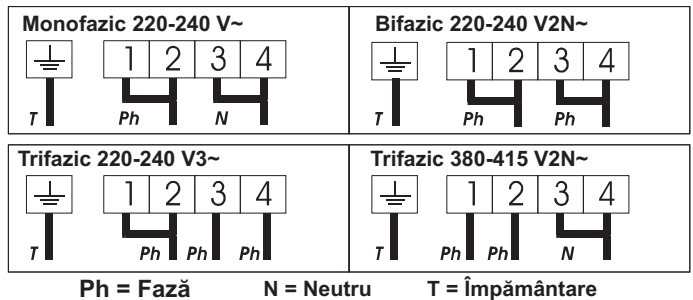 Monofazic 220-240 V~
1 2 3 4
T Ph N
Bifazic 220-240 V2N~
1 2 3 4
T Ph Ph
Trifazic 220-240 V3~
1 2 3 4
T Ph Ph Ph
Trifazic 380-415 V2N~
1 2 3 4
T Ph Ph N
Ph = Fază N = Neutru T = Împământare